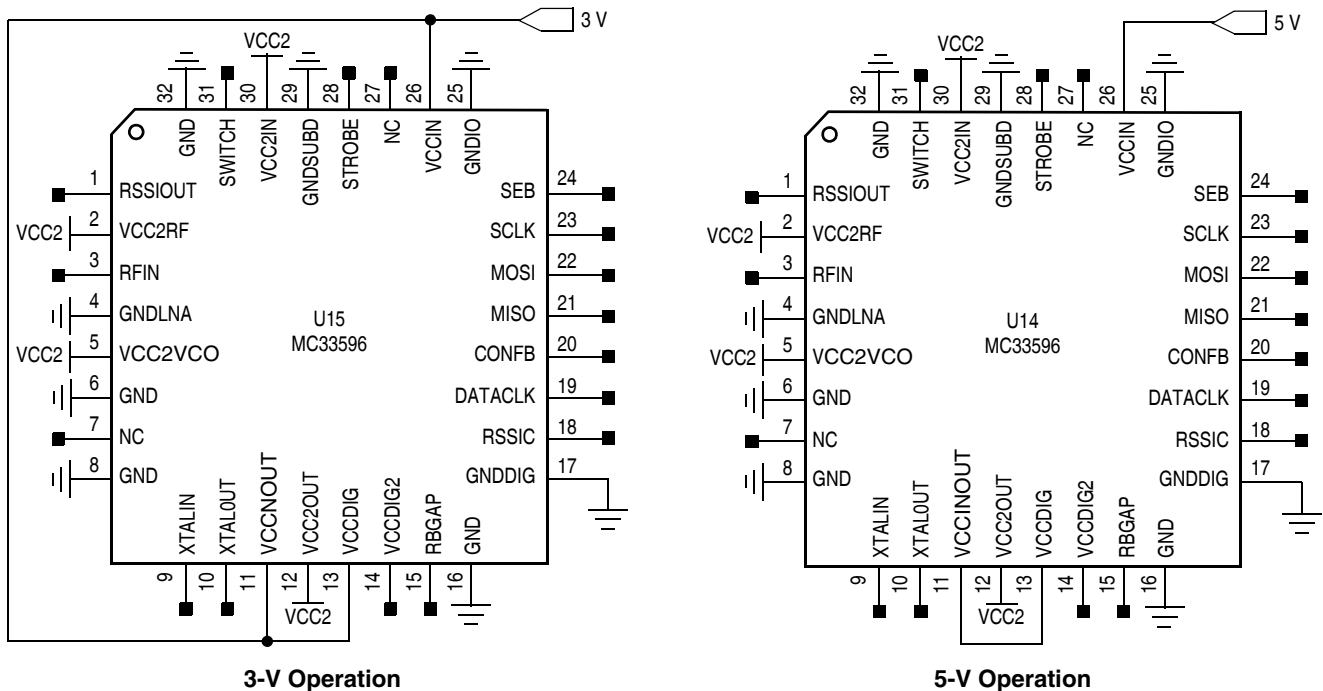 3 V
VCC2
32
31
30
29
28
27
26
25
GND
SWITCH
VCC2IN
GNDSUBD
STROBE
NC
VCCIN
GNDIO
1
RSSIOUT
VCC2
2
VCC2RF
3
RFIN
4
GNDLNA
VCC2
5
VCC2VCO
6
GND
7
NC
8
GND
U15
MC33596
SEB
24
SCLK
23
MOSI
22
MISO
21
CONFB
20
DATACLK
19
RSSIC
18
GNDDIG
17
XTALIN
XTAL0UT
VCCNOUT
VCC2OUT
VCCDIG
VCCDIG2
RBGAP
GND
9
10
11
12
13
14
15
16
VCC2
3-V Operation
5 V
VCC2
32
31
30
29
28
27
26
25
GND
SWITCH
VCC2IN
GNDSUBD
STROBE
NC
VCCIN
GNDIO
1
RSSIOUT
VCC2
2
VCC2RF
3
RFIN
4
GNDLNA
VCC2
5
VCC2VCO
6
GND
7
NC
8
GND
U14
MC33596
SEB
24
SCLK
23
MOSI
22
MISO
21
CONFB
20
DATACLK
19
RSSIC
18
GNDDIG
17
XTALIN
XTAL0UT
VCCINOUT
VCC2OUT
VCCDIG
VCCDIG2
RBGAP
GND
9
10
11
12
13
14
15
16
VCC2
5-V Operation